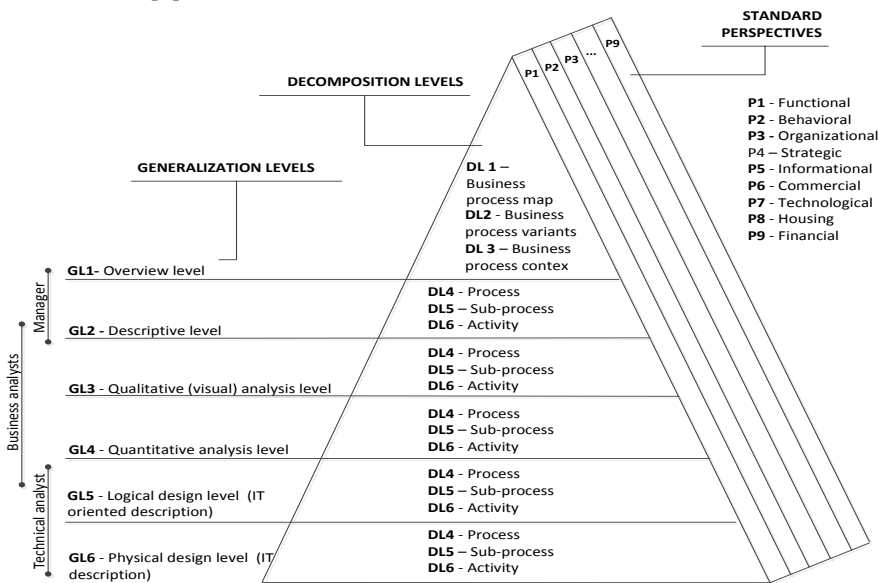 STANDARD
PERSPECTIVES
P1
P2
P3
...
P9
DECOMPOSITION LEVELS
GENERALIZATION LEVELS
P1 - Functional
P2 - Behavioral
P3 - Organizational
P4 – Strategic
P5 - Informational
P6 - Commercial
P7 - Technological
P8 - Housing
P9 - Financial
DL 1 –
Business
process map
DL2 - Business
process variants
DL 3 – Business
process contex
GL1- Overview level
DL4 - Process
DL5 – Sub-process
DL6 - Activity
GL2 - Descriptive level
DL4 - Process
DL5 – Sub-process
DL6 - Activity
GL3 - Qualitative (visual) analysis level
DL4 - Process
DL5 – Sub-process
DL6 - Activity
GL4 - Quantitative analysis level
DL4 - Process
DL5 – Sub-process
DL6 - Activity
GL5 - Logical design level (IT
oriented description)
DL4 - Process
DL5 – Sub-process
DL6 - Activity
GL6 - Physical design level (IT
description)
Manager
Business analysts
Technical analyst